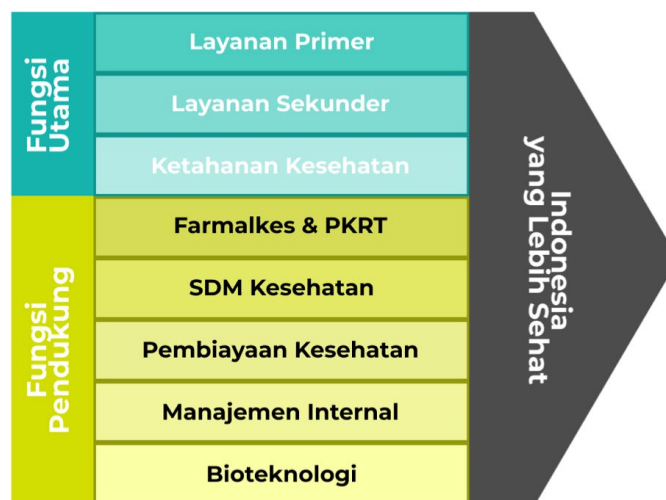 Fungsi
Utama
Layanan Primer
Layanan Sekunder
Ketahanan Kesehatan
Fungsi
Pendukung
Farmalkes & PKRT
SDM Kesehatan
Pembiayaan Kesehatan
Manajemen Internal
Bioteknologi
Indonesia
yang Lebih Sehat